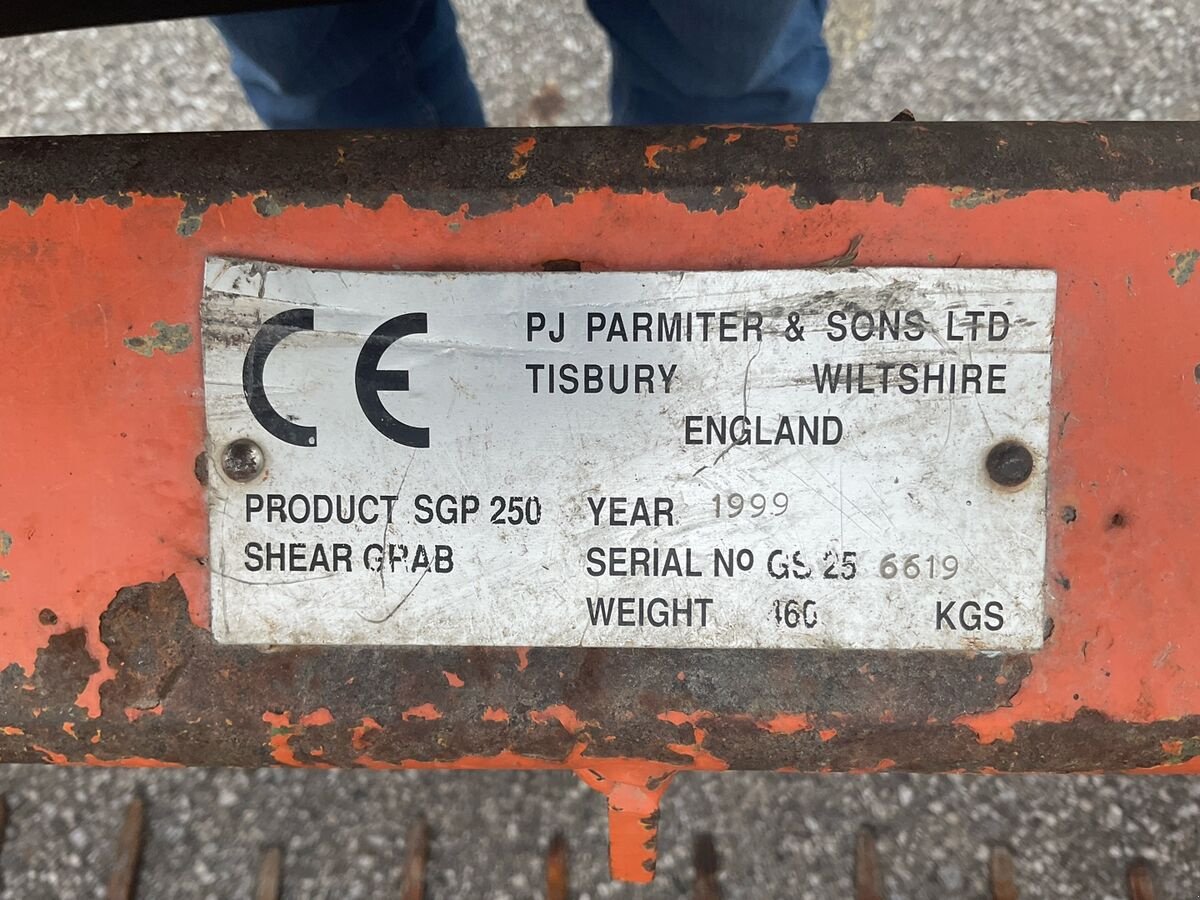 CE
PJ PARMITER & SONS LTD
TISBURY WILTSHIRE
ENGLAND
PRODUCT SGP 250 YEAR 1999
SHEAR GRAB SERIAL Nº GS 25 6619
WEIGHT KGS